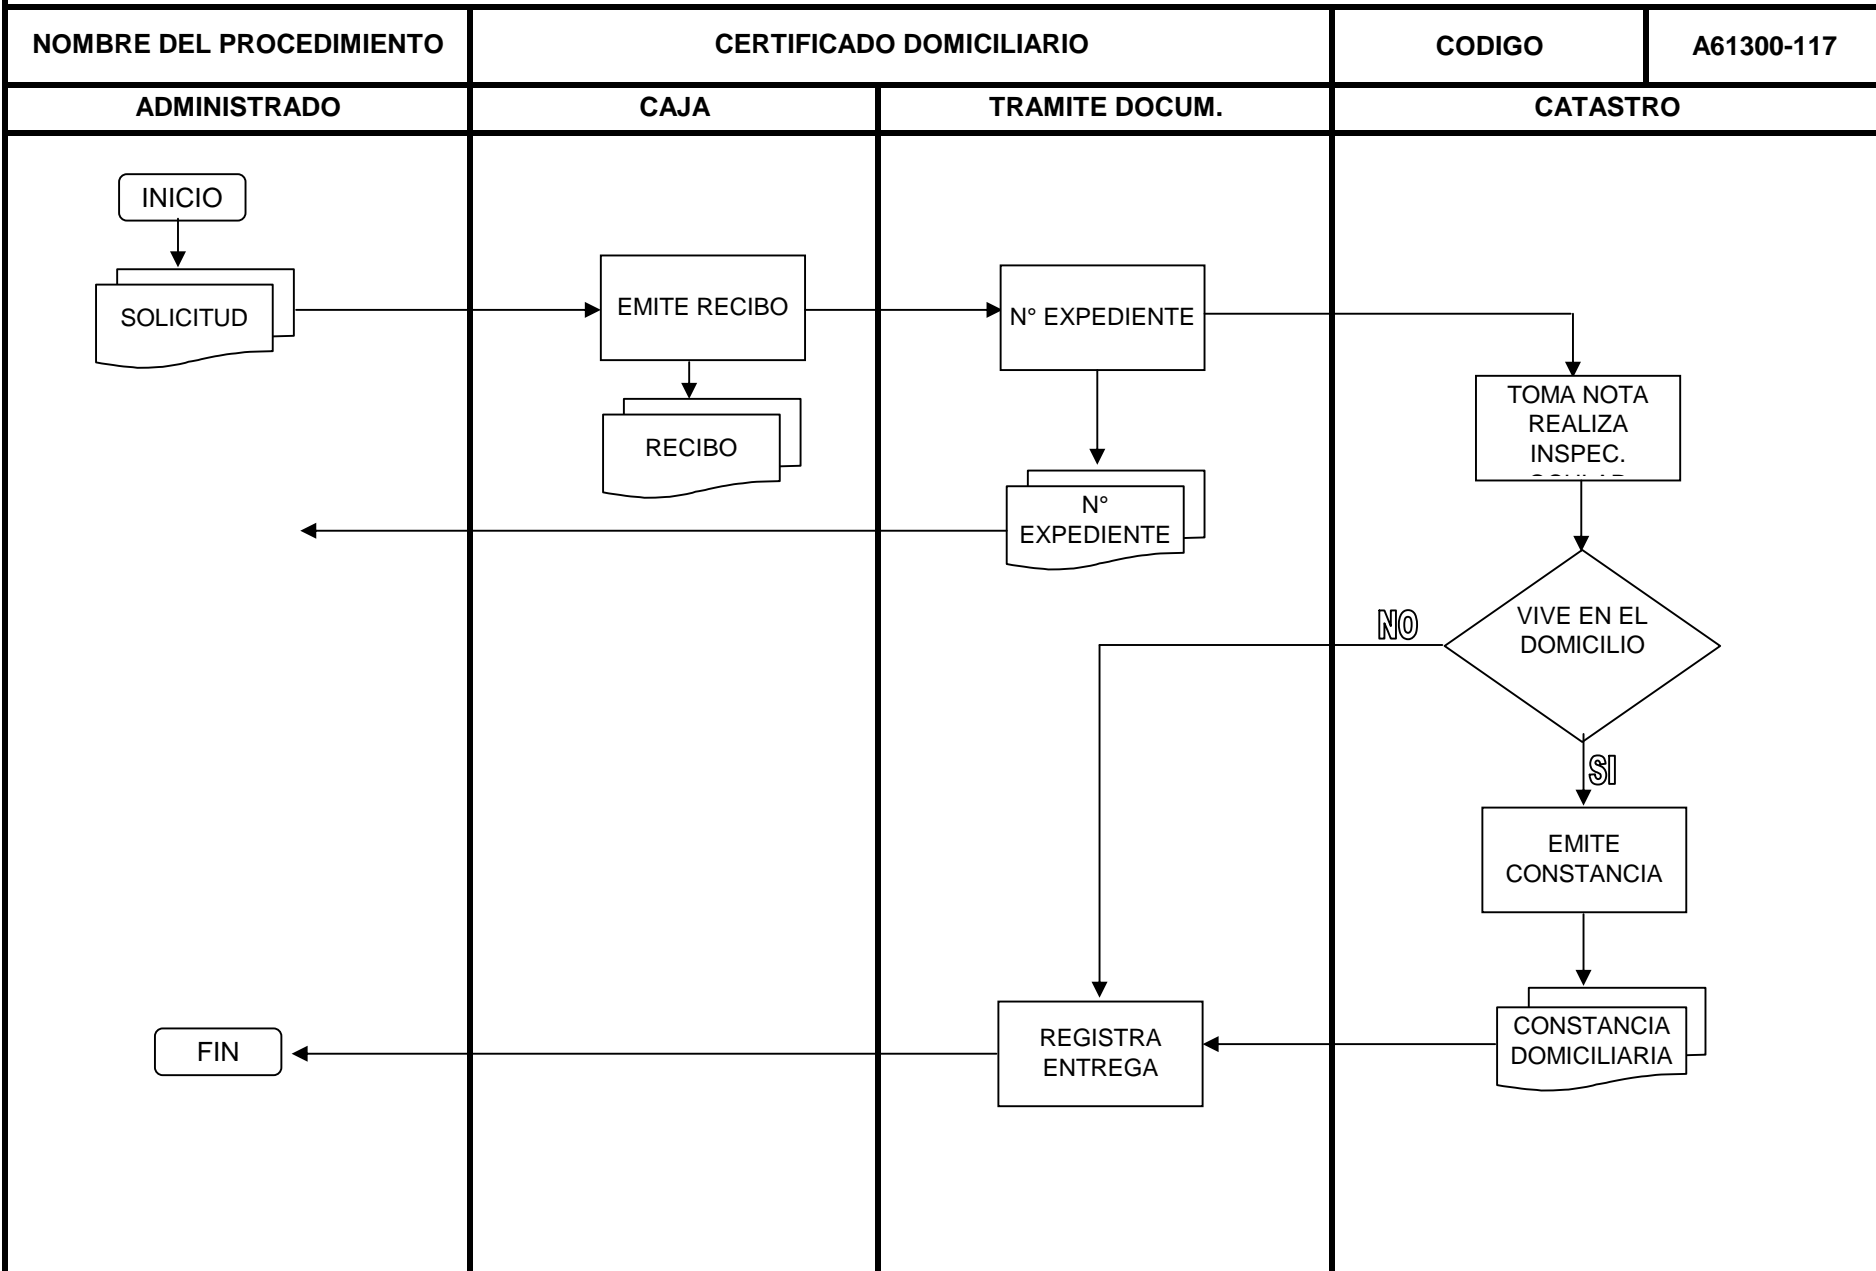 NOMBRE DEL PROCEDIMIENTO
CERTIFICADO DOMICILIARIO
CODIGO
A61300-117
ADMINISTRADO
CAJA
TRAMITE DOCUM.
CATASTRO
INICIO
SOLICITUD
EMITE RECIBO
RECIBO
N° EXPEDIENTE
N°
EXPEDIENTE
TOMA NOTA
REALIZA
INSPEC.
VIVE EN EL
DOMICILIO
NO
SI
EMITE
CONSTANCIA
CONSTANCIA
DOMICILIARIA
REGISTRA
ENTREGA
FIN